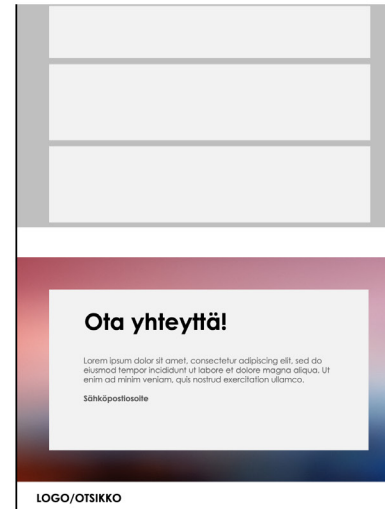 Ota yhteyttä!
Lorem ipsum dolor sit amet, consectetur adipiscing elit, sed do
eiusmod tempor incididunt ut labore et dolore magna aliqua. Ut
enim ad minim veniam, quis nostrud exercitation ullamco.
Sähköpostiosoite
LOGO/OTSIKKO